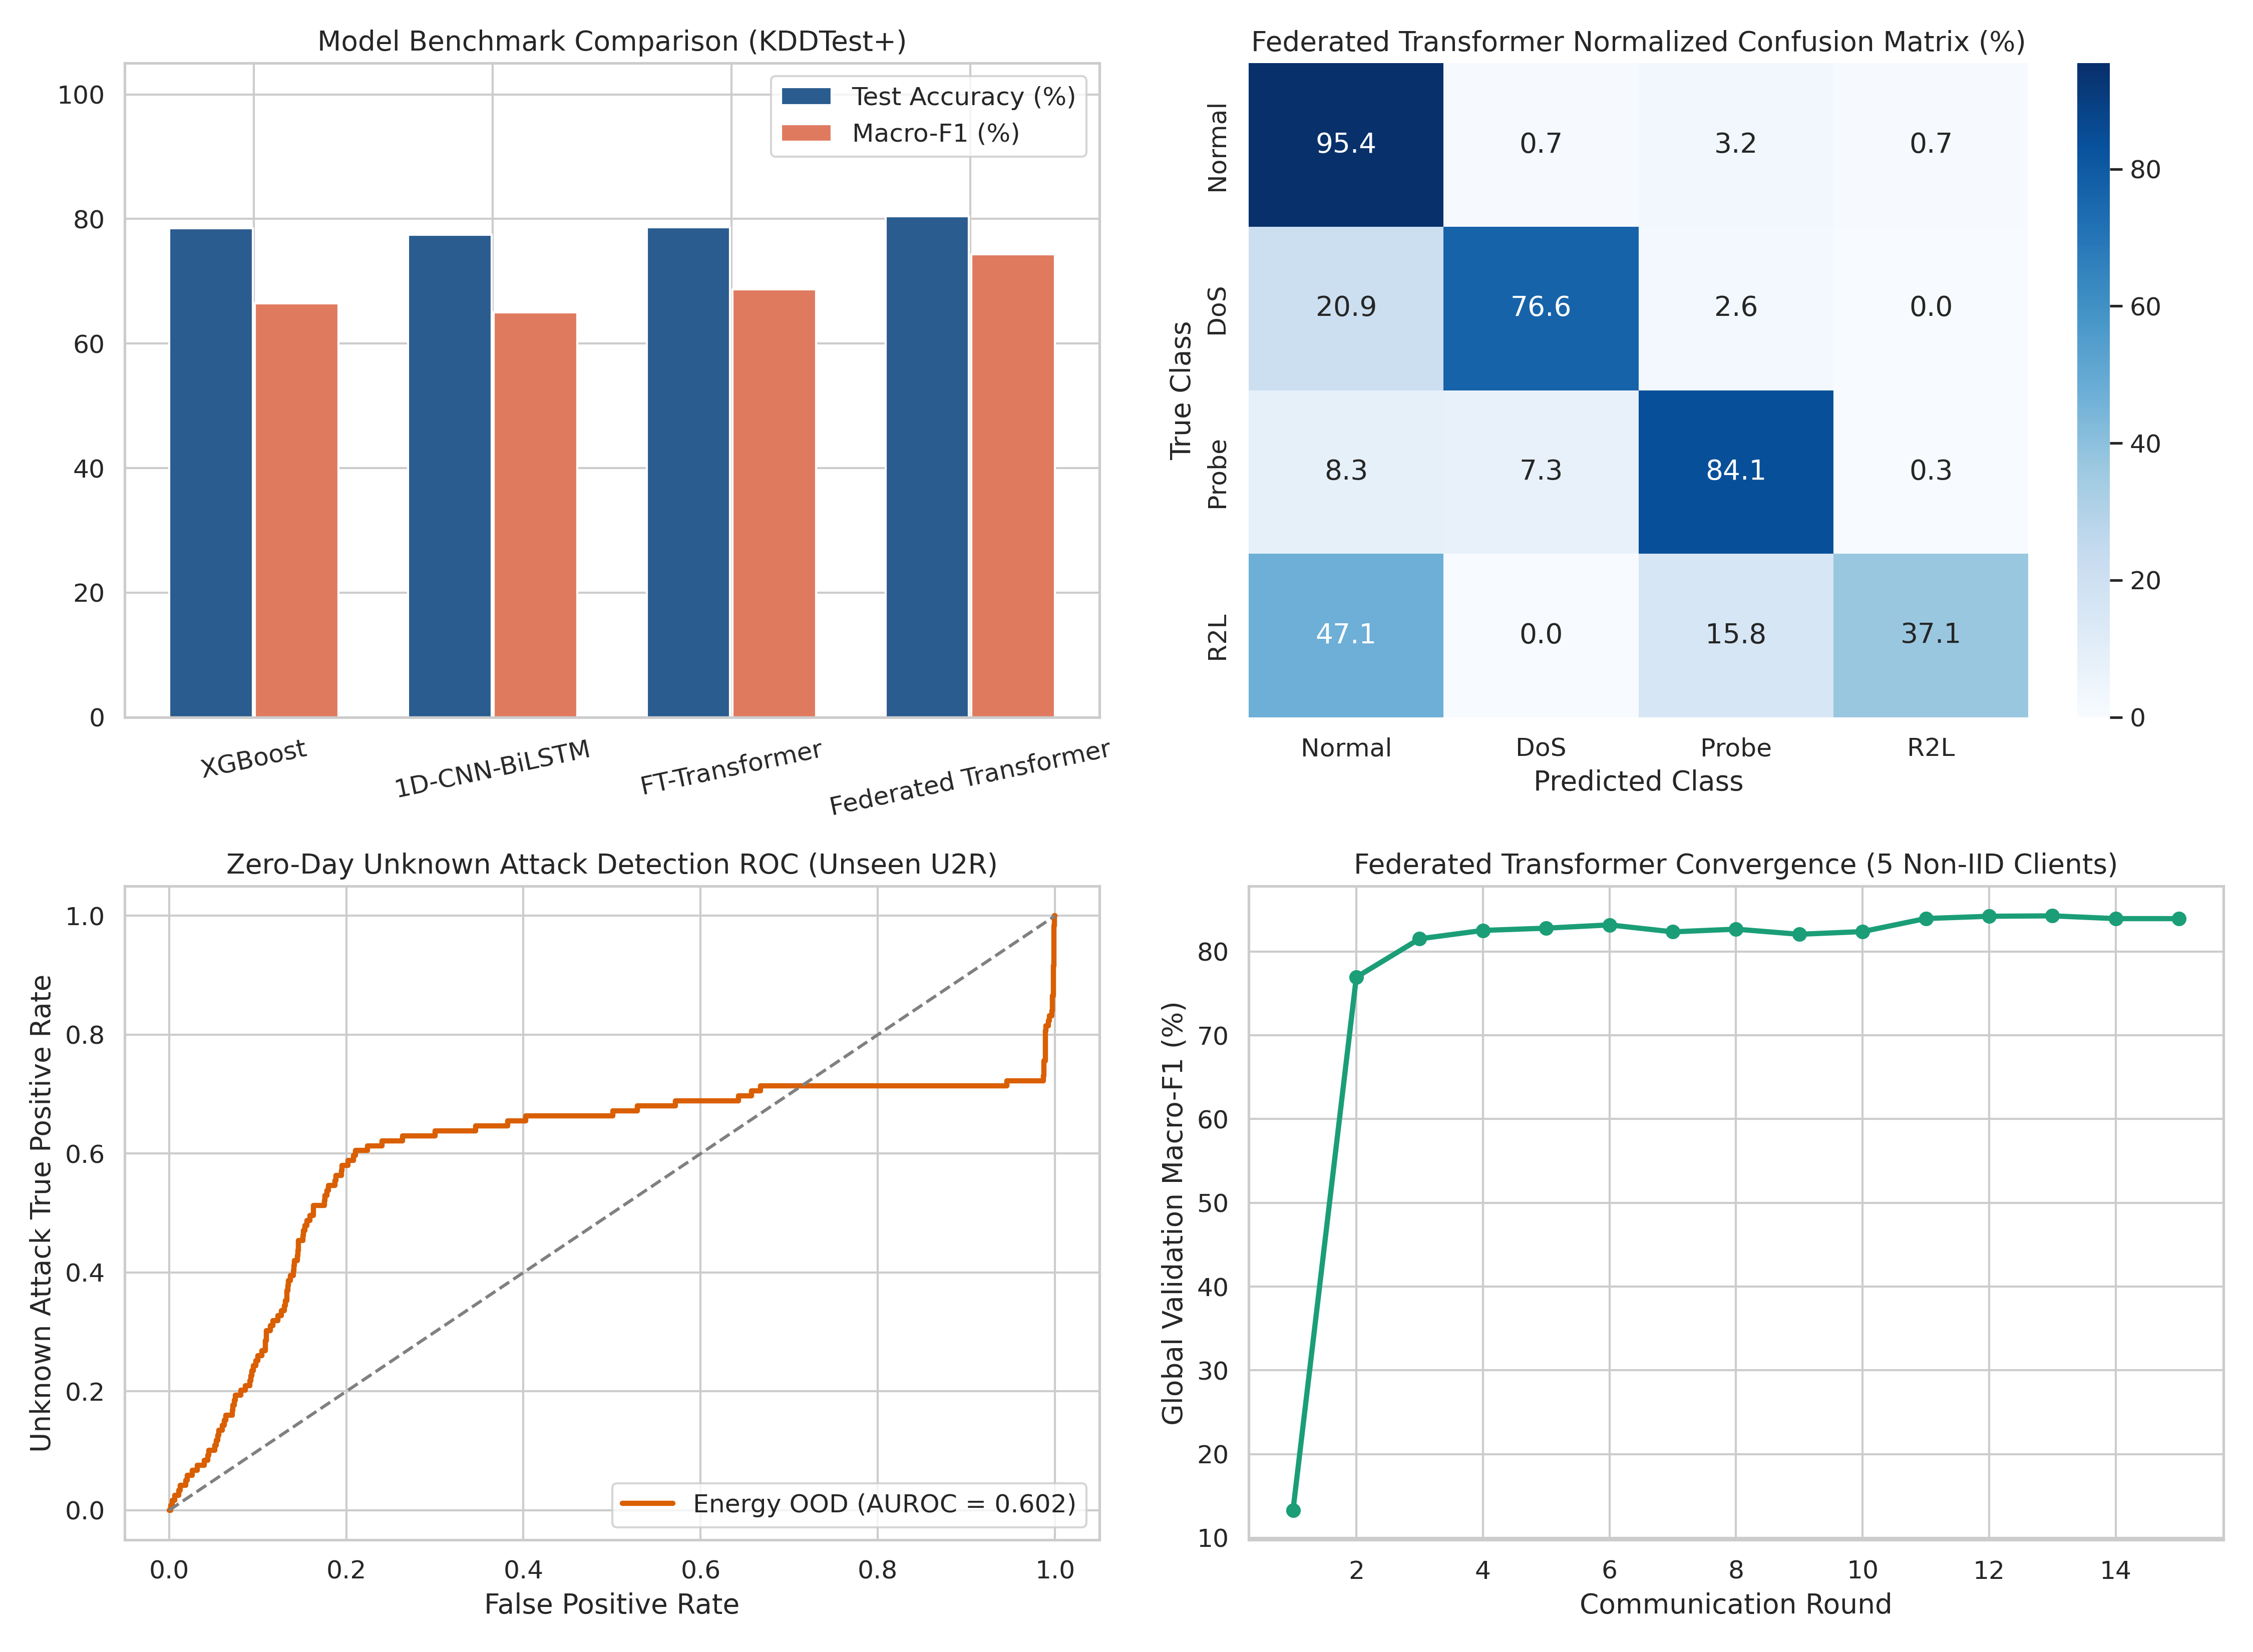 Model Benchmark Comparison (KDDTest+)
Test Accuracy (%)
Macro-F1 (%)
100
80
60
40
20
0
XGBoost
1D-CNN-BiLSTM
FT-Transformer
Federated Transformer
Federated Transformer Normalized Confusion Matrix (%)
True Class
Normal 95.4 0.7 3.2 0.7
DoS 20.9 76.6 2.6 0.0
Probe 8.3 7.3 84.1 0.3
R2L 47.1 0.0 15.8 37.1
Normal DoS Probe R2L
Predicted Class
80
60
40
20
0
Zero-Day Unknown Attack Detection ROC (Unseen U2R)
Unknown Attack True Positive Rate
1.0
0.8
0.6
0.4
0.2
0.0
Energy OOD (AUROC = 0.602)
0.0 0.2 0.4 0.6 0.8 1.0
False Positive Rate
Federated Transformer Convergence (5 Non-IID Clients)
Global Validation Macro-F1 (%)
80
70
60
50
40
30
20
10
2 4 6 8 10 12 14
Communication Round